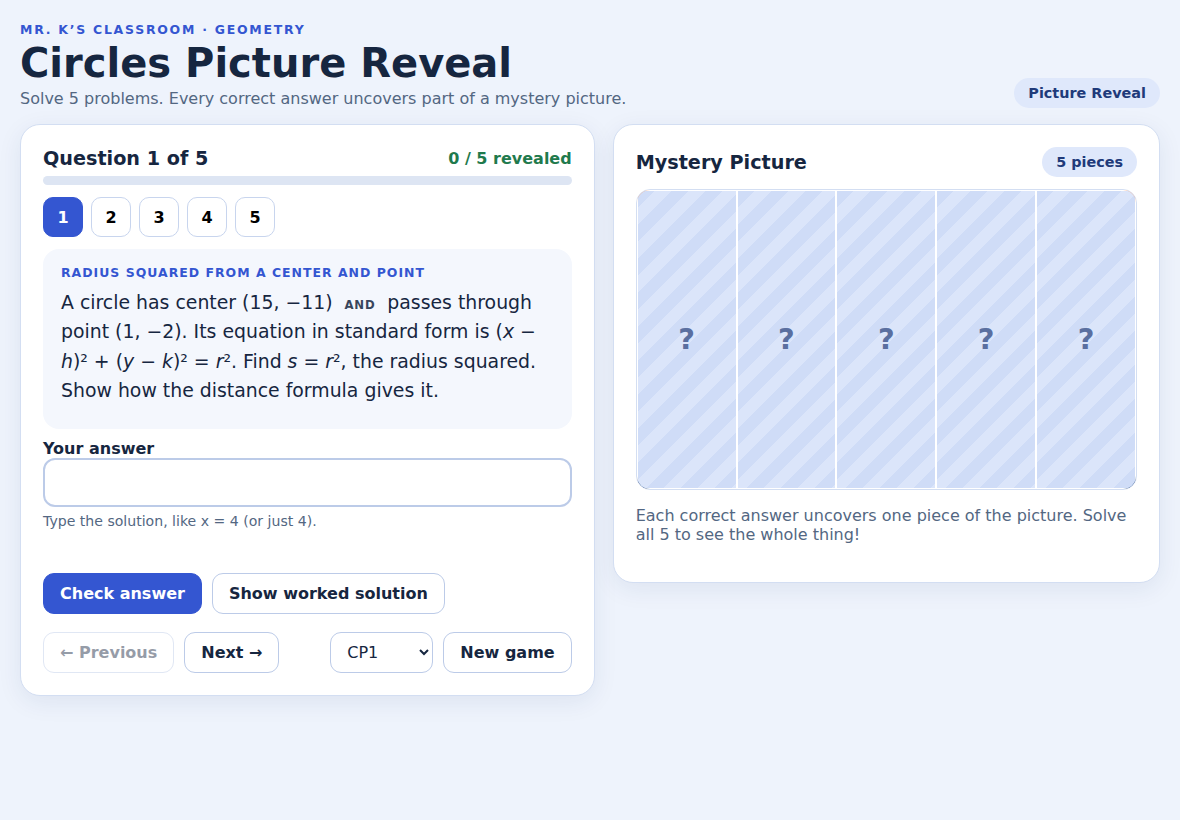 MR. K’S CLASSROOM · GEOMETRY
Circles Picture Reveal
Solve 5 problems. Every correct answer uncovers part of a mystery picture.
Picture Reveal
Question 1 of 5
0 / 5 revealed
1 2 3 4 5
RADIUS SQUARED FROM A CENTER AND POINT
A circle has center (15, −11) AND passes through
point (1, −2). Its equation in standard form is (x −
h)² + (y − k)² = r². Find s = r², the radius squared.
Show how the distance formula gives it.
Your answer
Type the solution, like x = 4 (or just 4).
Check answer
Show worked solution
← Previous
Next →
CP1
New game
Mystery Picture
5 pieces
? ? ? ? ?
Each correct answer uncovers one piece of the picture. Solve
all 5 to see the whole thing!